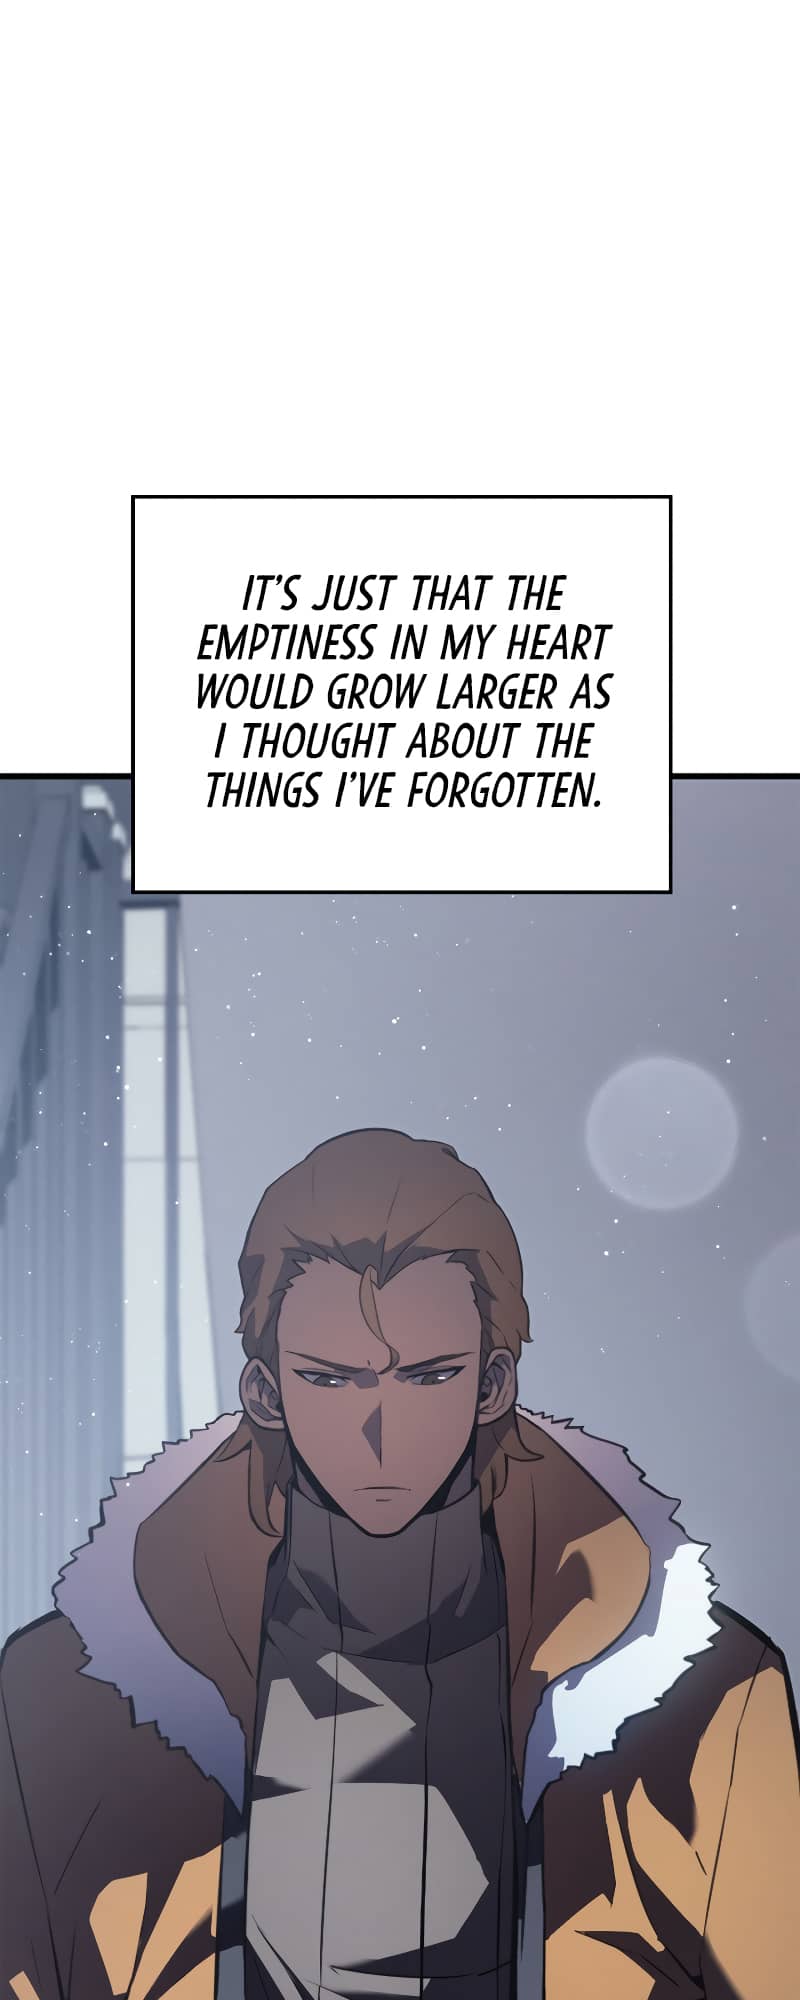 IT'S JUST THAT THE
EMPTINESS IN MY HEART
WOULD GROW LARGER AS
I THOUGHT ABOUT THE
THINGS I'VE FORGOTTEN.